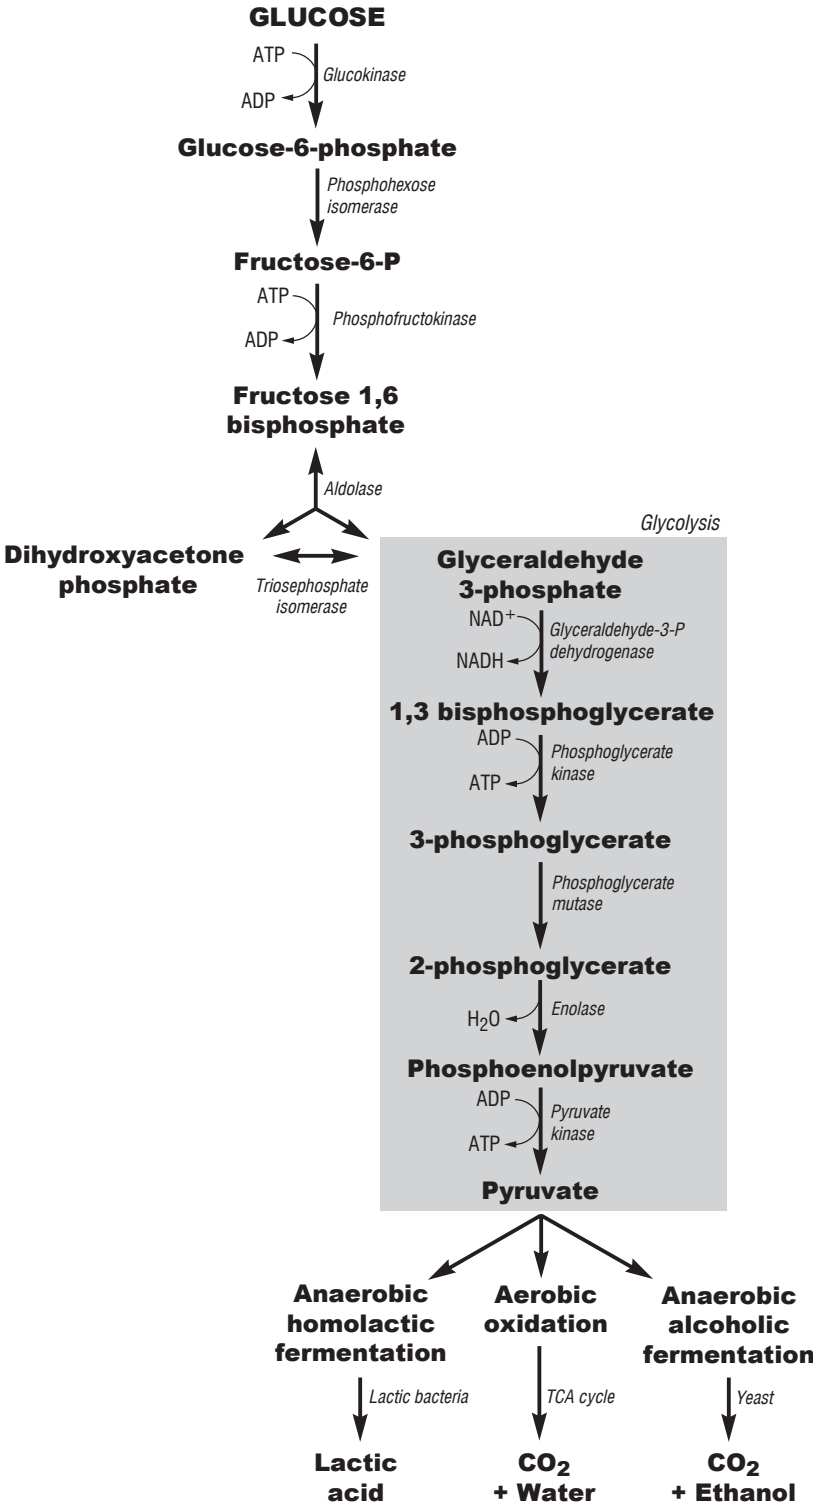 GLUCOSE
ATP
Glucokinase
ADP
Glucose-6-phosphate
Phosphohexose
isomerase
Fructose-6-P
ATP
Phosphofructokinase
ADP
Fructose 1,6
bisphosphate
Aldolase
Glycolysis
Dihydroxyacetone
phosphate
Triosephosphate
isomerase
Glyceraldehyde
3-phosphate
NAD+
Glyceraldehyde-3-P
dehydrogenase
NADH
1,3 bisphosphoglycerate
ADP
Phosphoglycerate
kinase
ATP
3-phosphoglycerate
Phosphoglycerate
mutase
2-phosphoglycerate
Enolase
H2O
Phosphoenolpyruvate
ADP
Pyruvate
kinase
ATP
Pyruvate
Anaerobic
homolactic
fermentation
Aerobic
oxidation
Anaerobic
alcoholic
fermentation
Lactic bacteria
TCA cycle
Yeast
Lactic
acid
CO2
+ Water
CO2
+ Ethanol